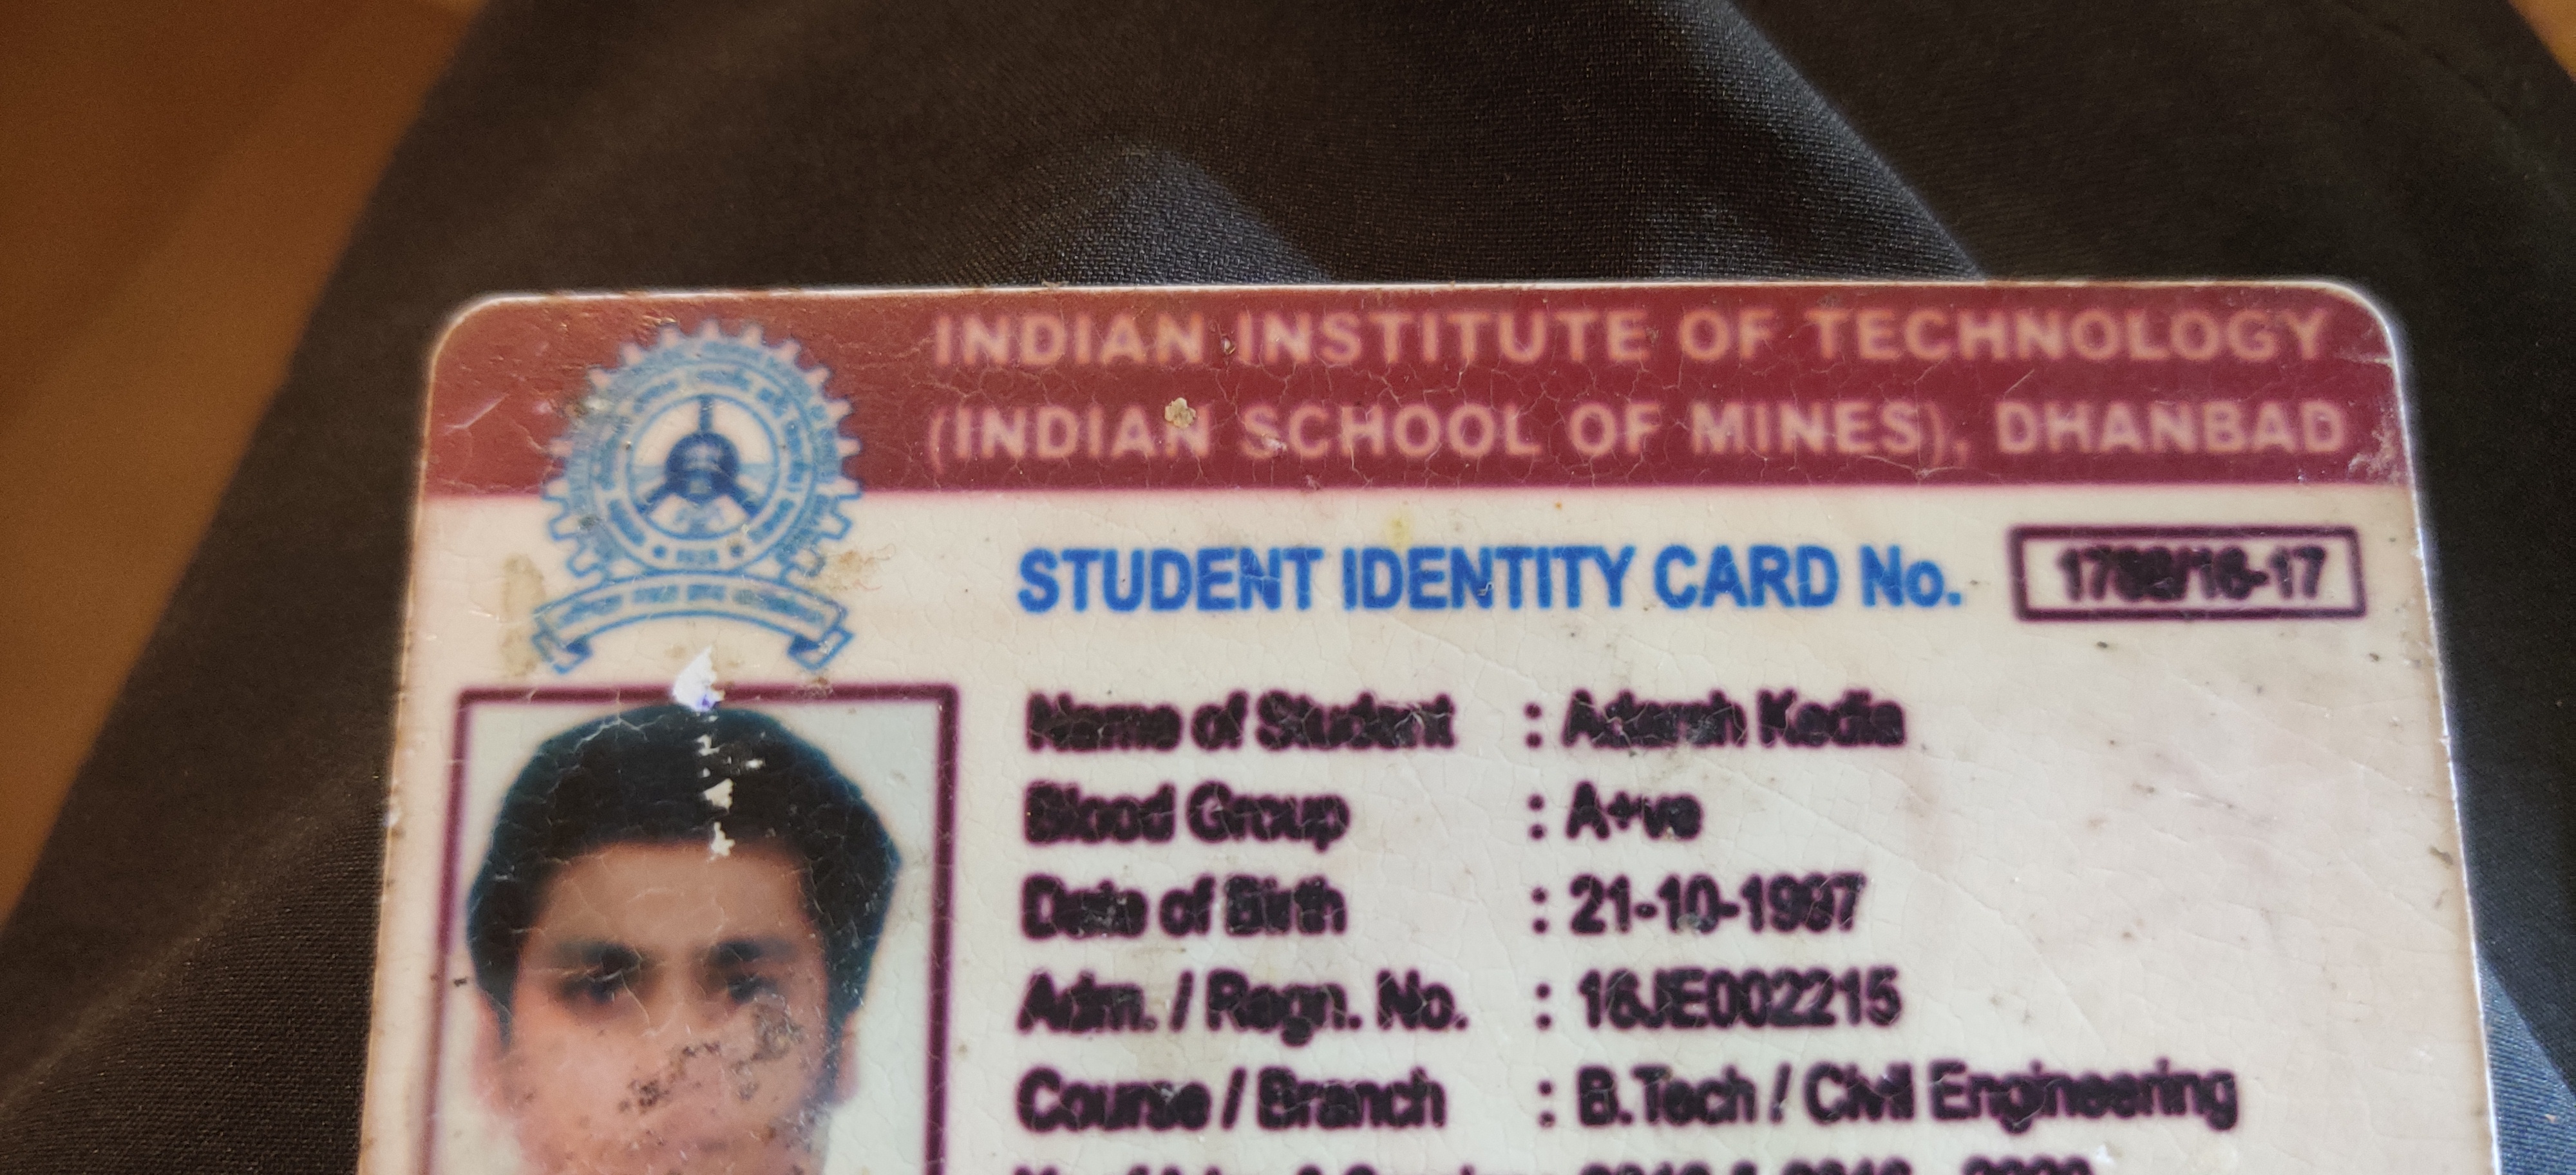 INDIAN INSTITUTE OF TECHNOLOGY
(INDIAN SCHOOL OF MINES), DHANBAD
STUDENT IDENTITY CARD No.
Name of Student : Adarsh Kedia
Blood Group : A+ve
Date of Birth : 21-10-1997
Adm. / Regn. No. : 16JE002215
Course / Branch : B.Tech / Civil Engineering